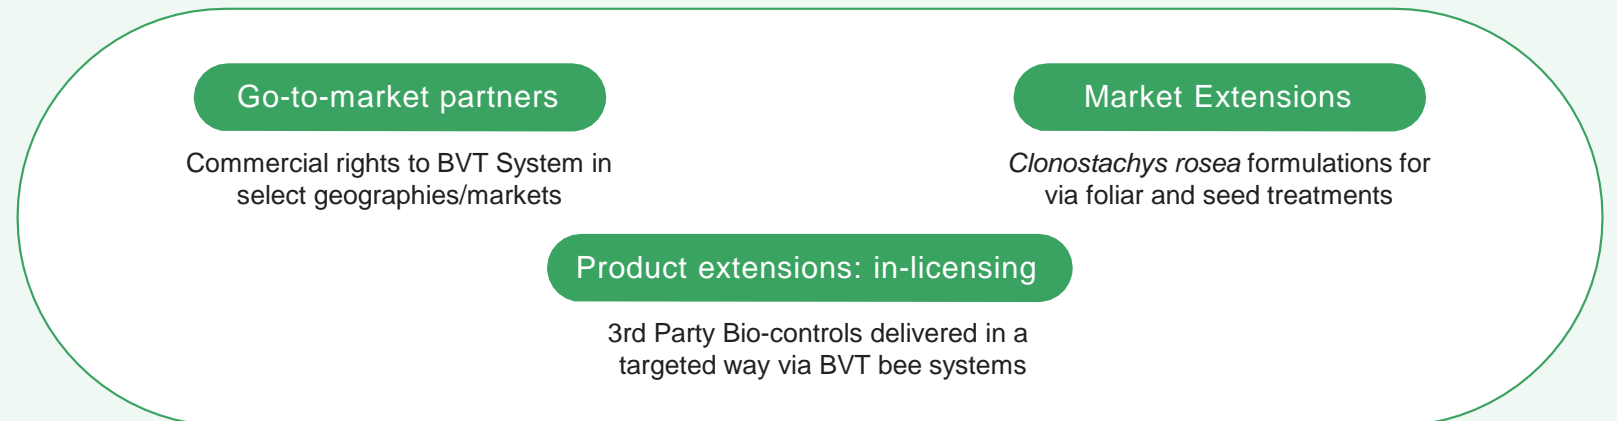 Go-to-market partners
Commercial rights to BVT System in
select geographies/markets
Market Extensions
Clonostachys rosea formulations for
via foliar and seed treatments
Product extensions: in-licensing
3rd Party Bio-controls delivered in a
targeted way via BVT bee systems